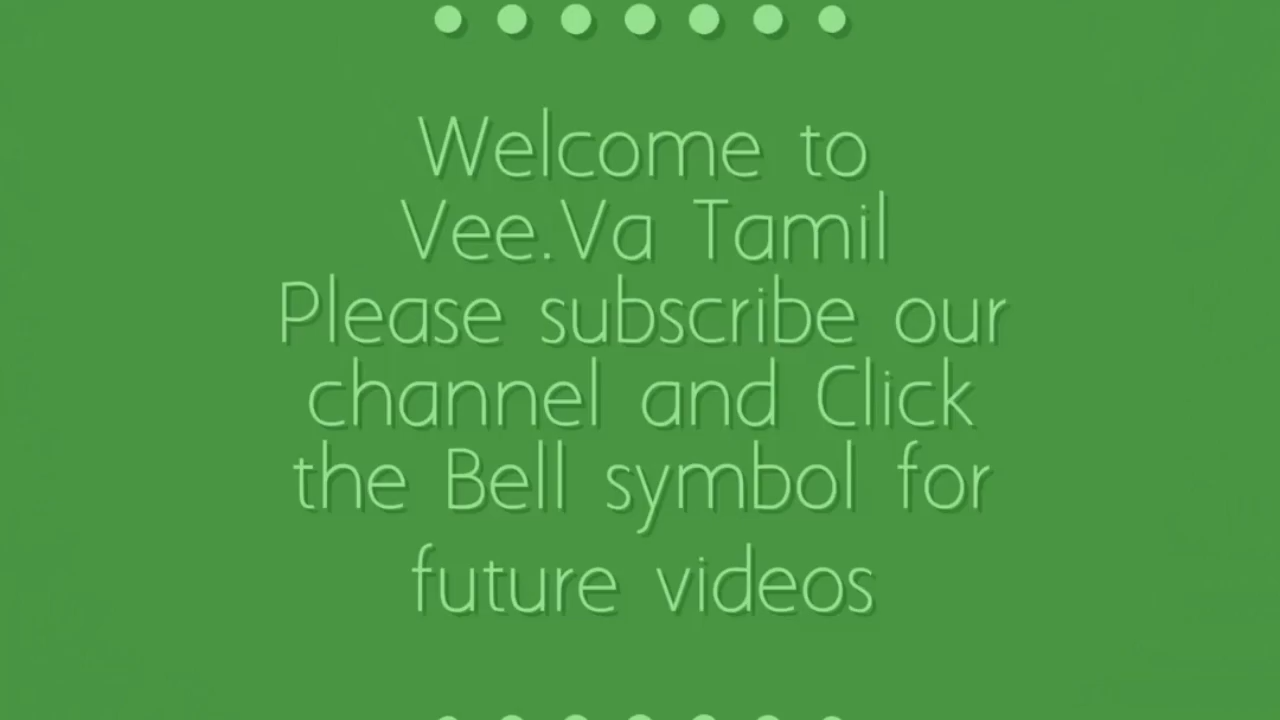 Welcome to
Vee.Va Tamil
Please subscribe our
channel and Click
the Bell symbol for
future videos